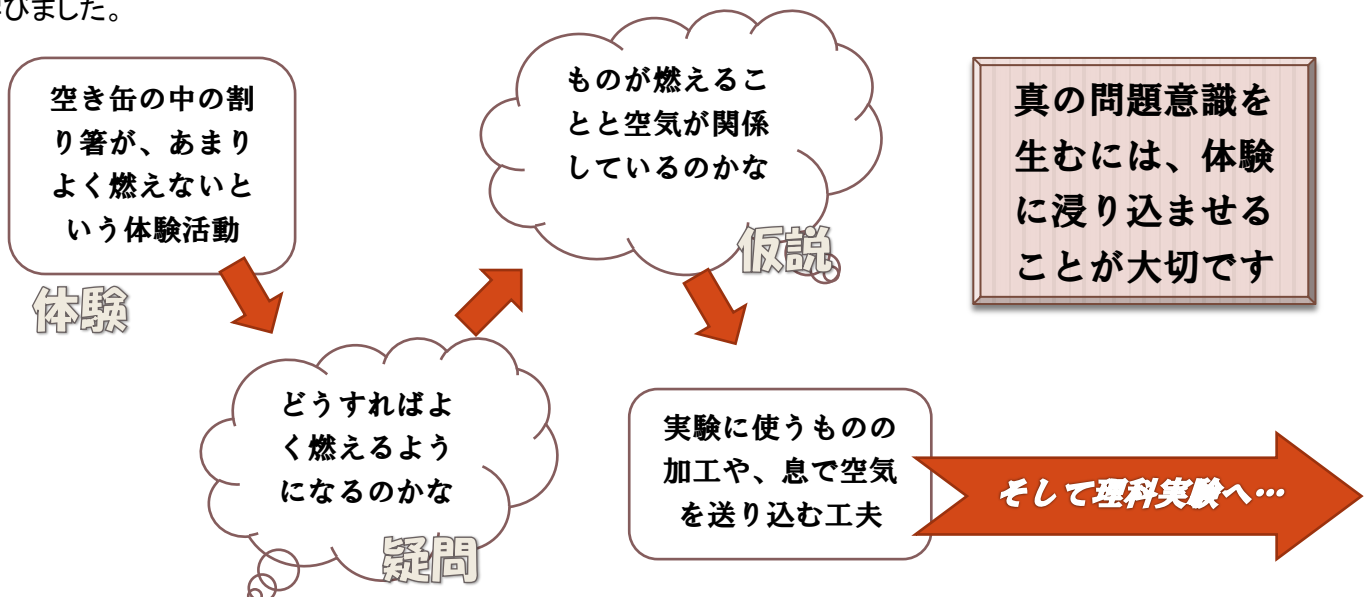 びました。
空き缶の中の割
り箸が、あまり
よく燃えないと
いう体験活動
体験
どうすればよ
く燃えるよう
になるのかな
疑問
ものが燃えるこ
とと空気が関係
しているのかな
仮説
実験に使うものの
加工や、息で空気
を送り込む工夫
そして理科実験へ…
真の問題意識を
生むには、体験
に浸り込ませる
ことが大切です